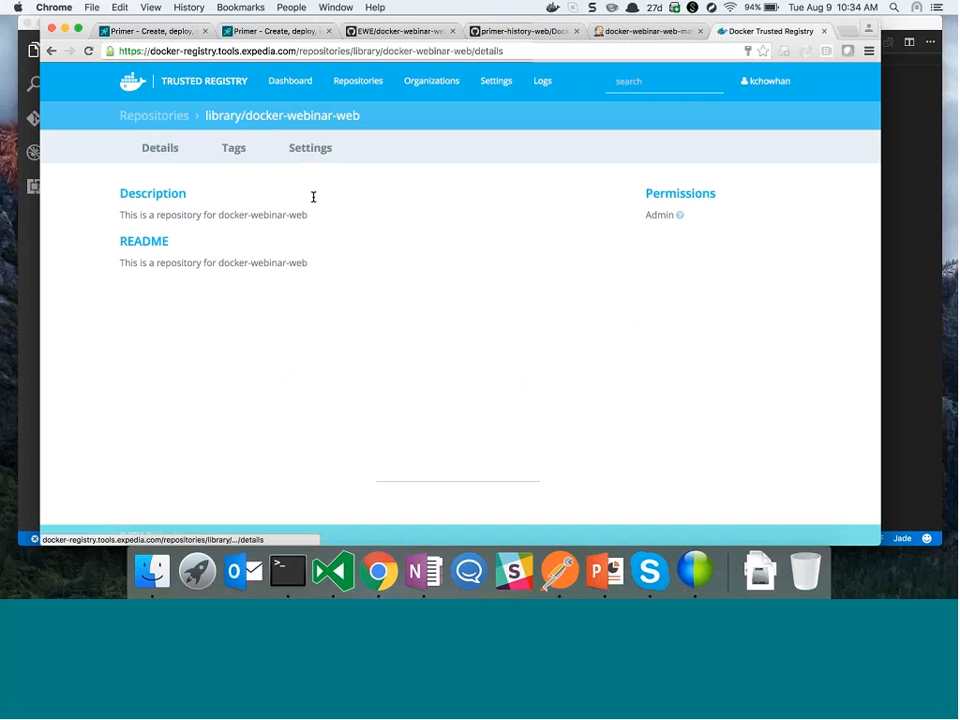 Chrome File Edit View History Bookmarks People Window Help 27d 94% Tue Aug 9 10:34 AM
Primer - Create, deploy, Primer - Create, deploy, EWE/docker-webinar-we primer-history-web/Doc docker-webinar-web-ma Docker Trusted Registry
https://docker-registry.tools.expedia.com/repositories/library/docker-webinar-web/details
TRUSTED REGISTRY Dashboard Repositories Organizations Settings Logs search kchowhan
Repositories › library/docker-webinar-web
Details Tags Settings
Description Permissions
This is a repository for docker-webinar-web Admin
README
This is a repository for docker-webinar-web
docker-registry.tools.expedia.com/repositories/library/.../details Jade